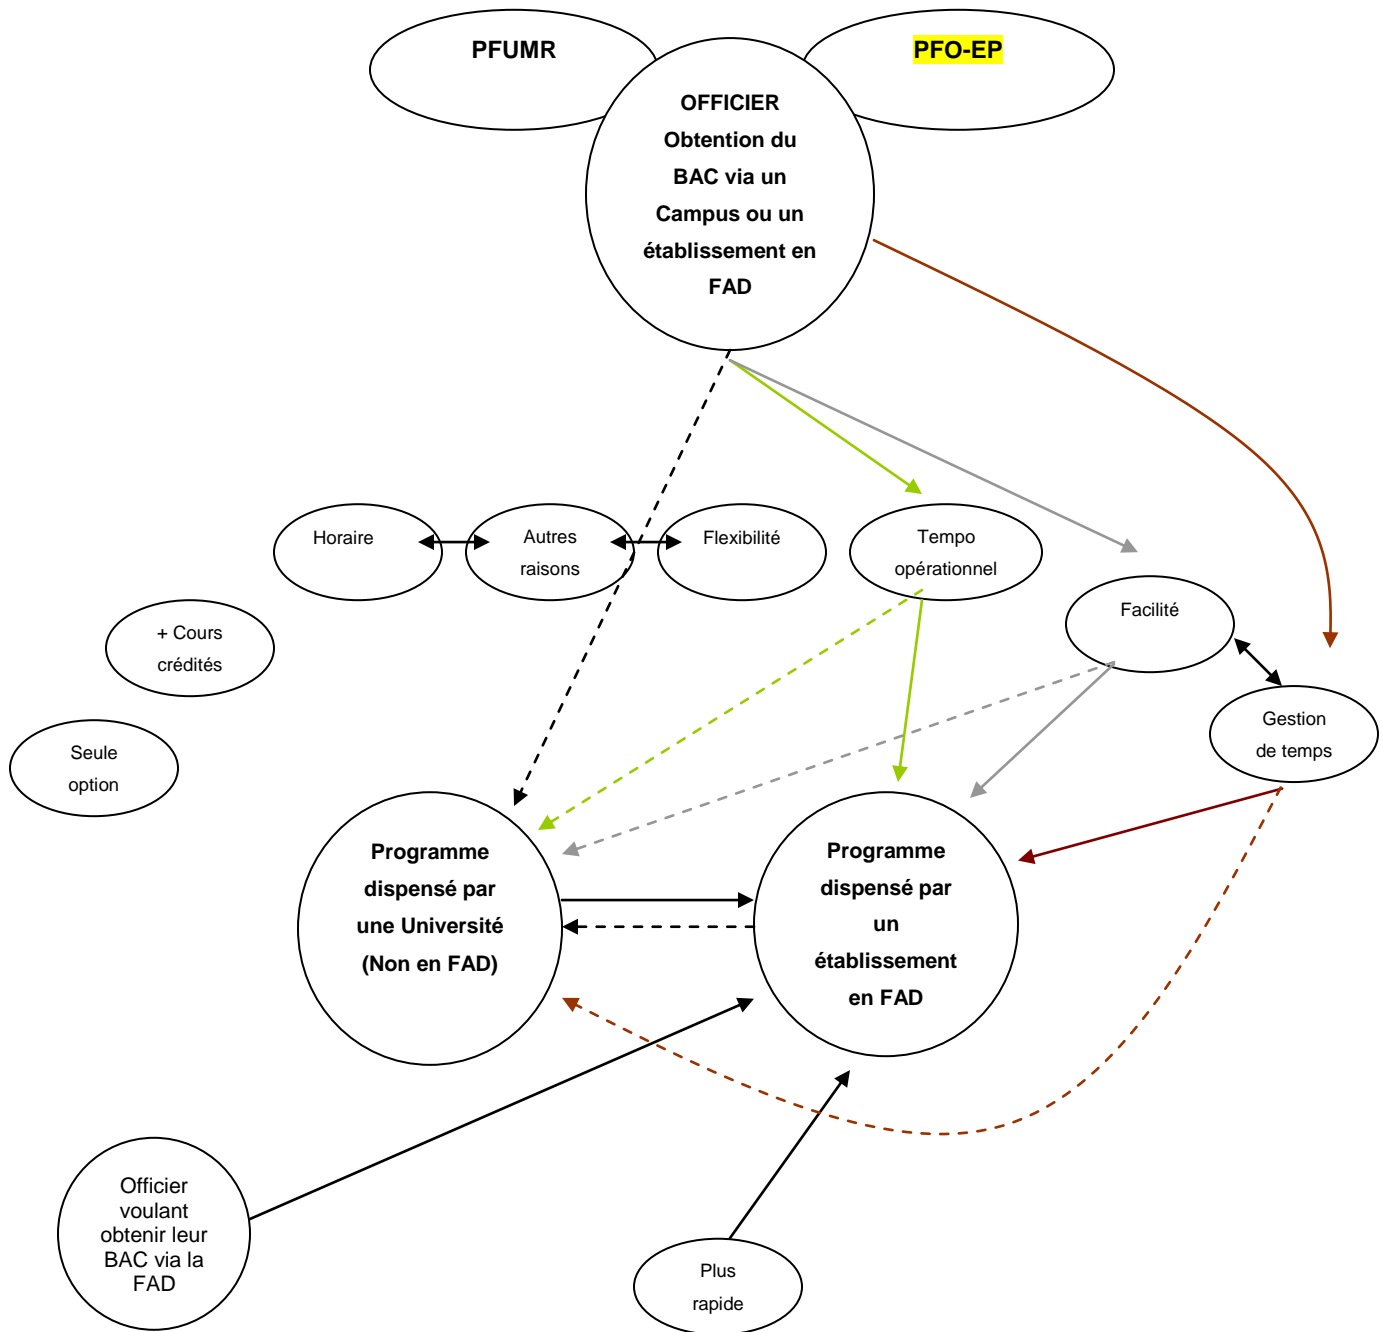 PFUMR
PFO-EP
OFFICIER
Obtention du
BAC via un
Campus ou un
établissement en
FAD
Horaire
Autres
raisons
Flexibilité
Tempo
opérationnel
Facilité
+ Cours
crédités
Gestion
de temps
Seule
option
Programme
dispensé par
une Université
(Non en FAD)
Programme
dispensé par
un
établissement
en FAD
Officier
voulant
obtenir leur
BAC via la
FAD
Plus
rapide